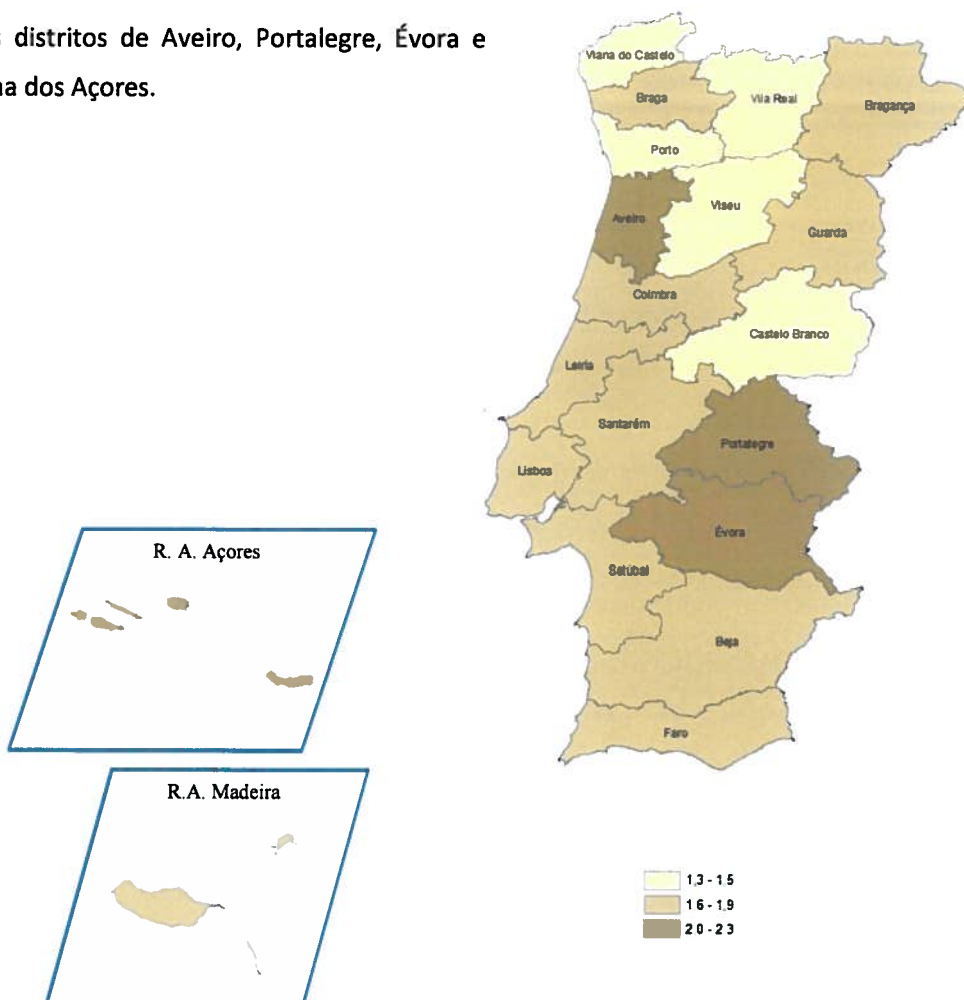 s distritos de Aveiro, Portalegre, Évora e
na dos Açores.
Viana do Castelo
Braga
Vila Real
Bragança
Porto
Aveiro
Viseu
Guarda
Coimbra
Castelo Branco
Leiria
Santarém
Portalegre
Lisboa
Évora
Setúbal
Beja
Faro
R. A. Açores
R.A. Madeira
1,3 - 1,5
1,6 - 1,9
2,0 - 2,3